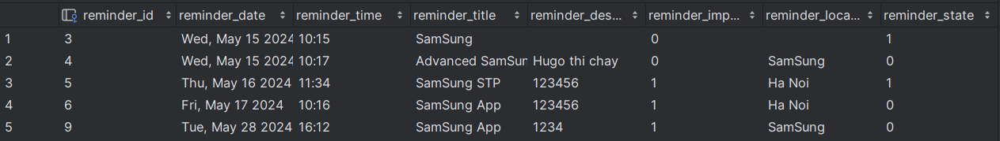 reminder_id reminder_date reminder_time reminder_title reminder_des... reminder_imp... reminder_loca... reminder_state
1 3 Wed, May 15 2024 10:15 SamSung 0 1
2 4 Wed, May 15 2024 10:17 Advanced SamSun Hugo thi chay 0 SamSung 0
3 5 Thu, May 16 2024 11:34 SamSung STP 123456 1 Ha Noi 1
4 6 Fri, May 17 2024 10:16 SamSung App 123456 1 Ha Noi 0
5 9 Tue, May 28 2024 16:12 SamSung App 1234 1 SamSung 0